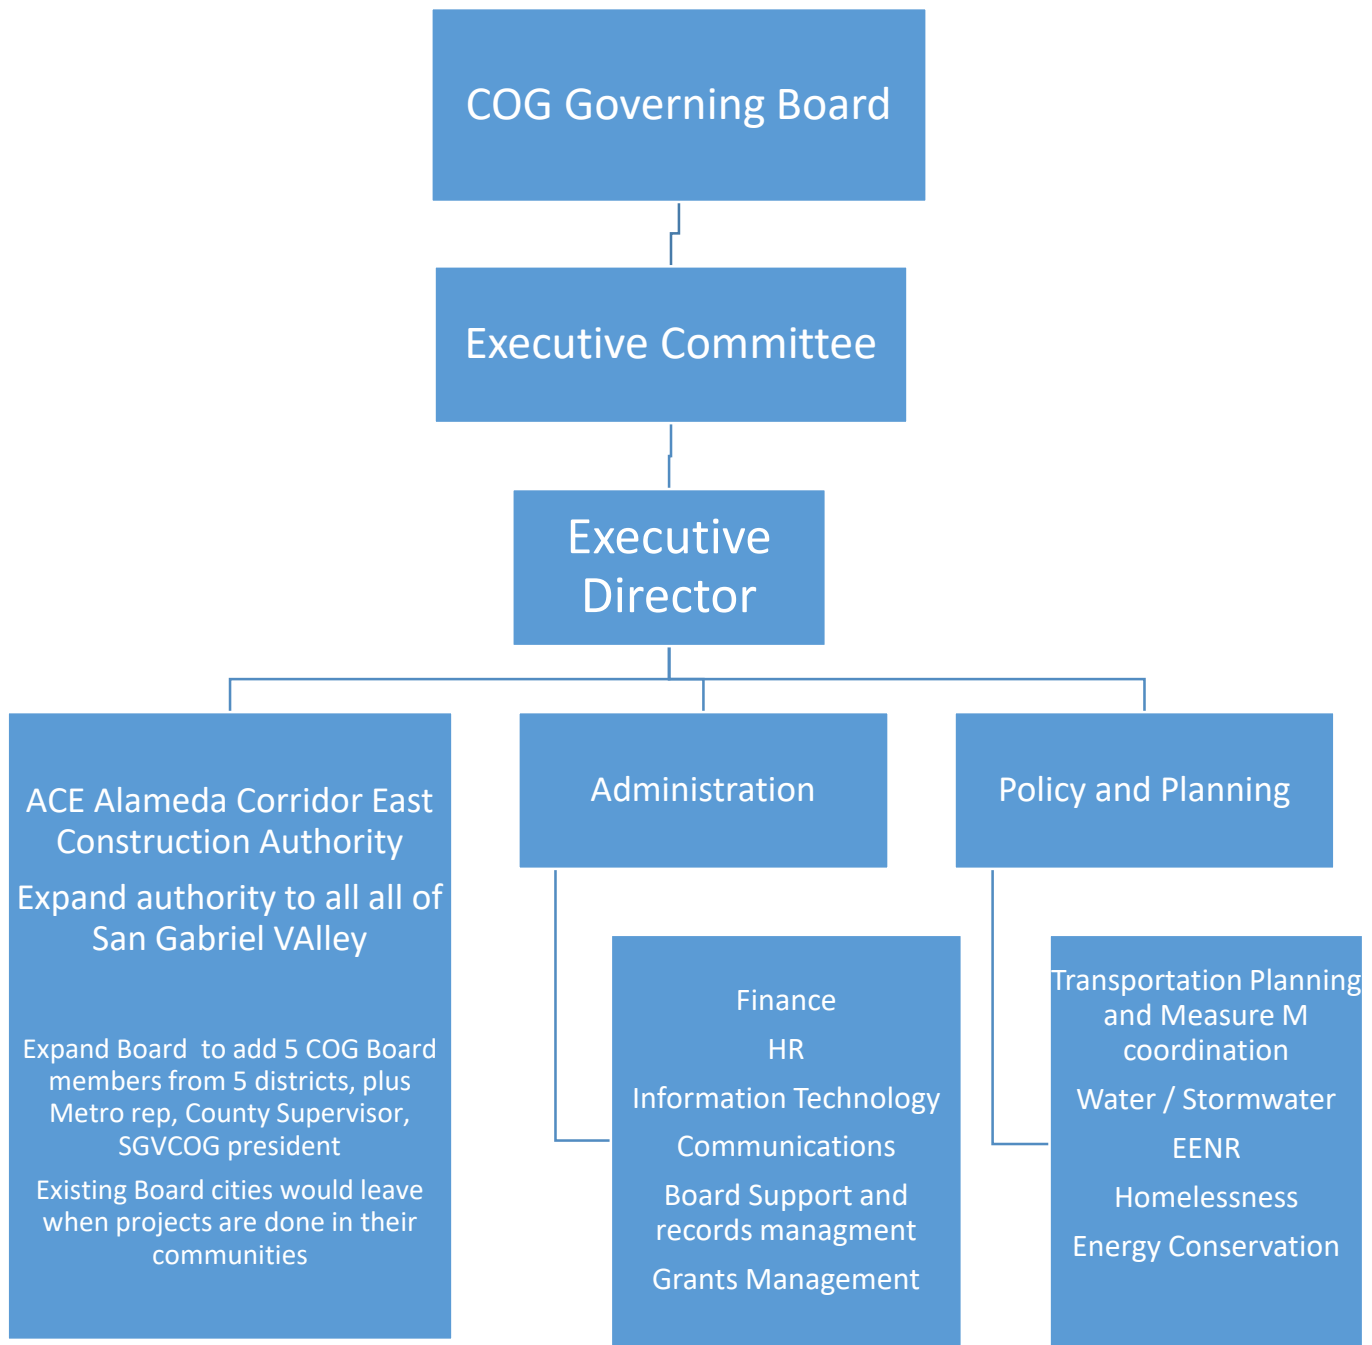 COG Governing Board
Executive Committee
Executive
Director
ACE Alameda Corridor East
Construction Authority
Expand authority to all all of
San Gabriel VAlley
Expand Board to add 5 COG Board
members from 5 districts, plus
Metro rep, County Supervisor,
SGVCOG president
Existing Board cities would leave
when projects are done in their
communities
Administration
Finance
HR
Information Technology
Communications
Board Support and
records managment
Grants Management
Policy and Planning
Transportation Planning
and Measure M
coordination
Water / Stormwater
EENR
Homelessness
Energy Conservation